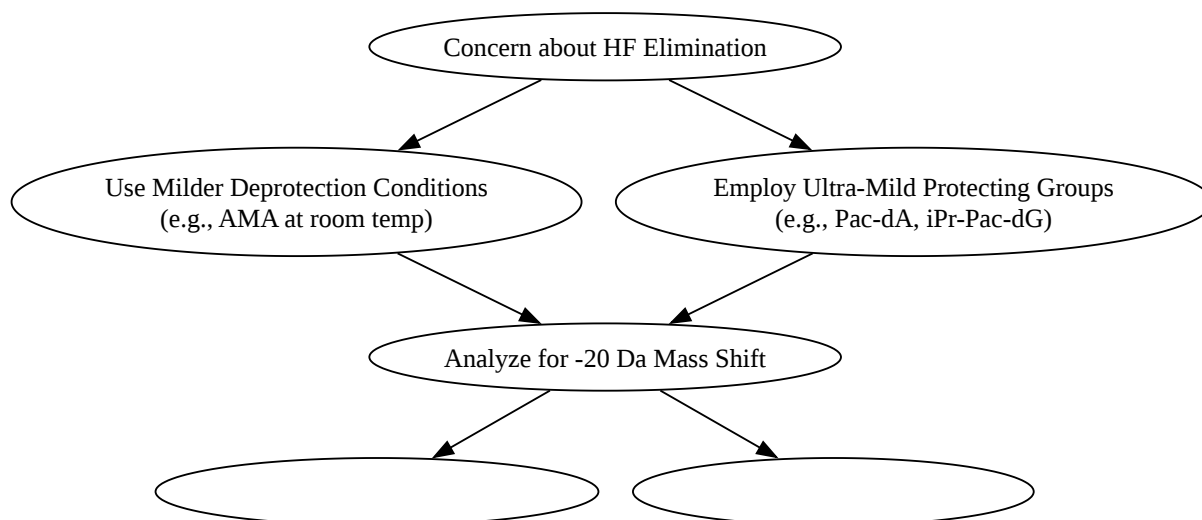 Concern about HF Elimination
Use Milder Deprotection Conditions
(e.g., AMA at room temp)
Employ Ultra-Mild Protecting Groups
(e.g., Pac-dA, iPr-Pac-dG)
Analyze for -20 Da Mass Shift